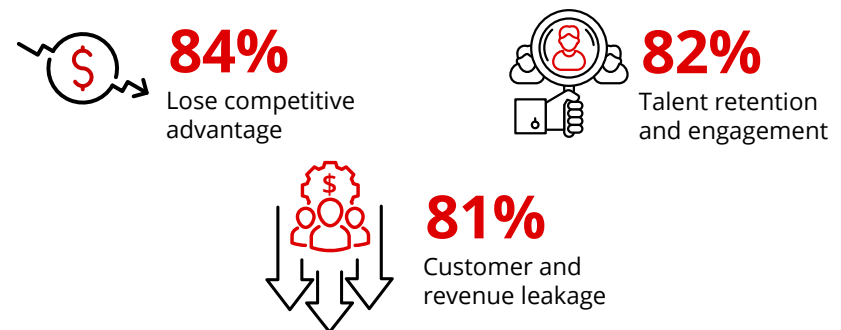 $
84%
Lose competitive
advantage
82%
Talent retention
and engagement
$
81%
Customer and
revenue leakage